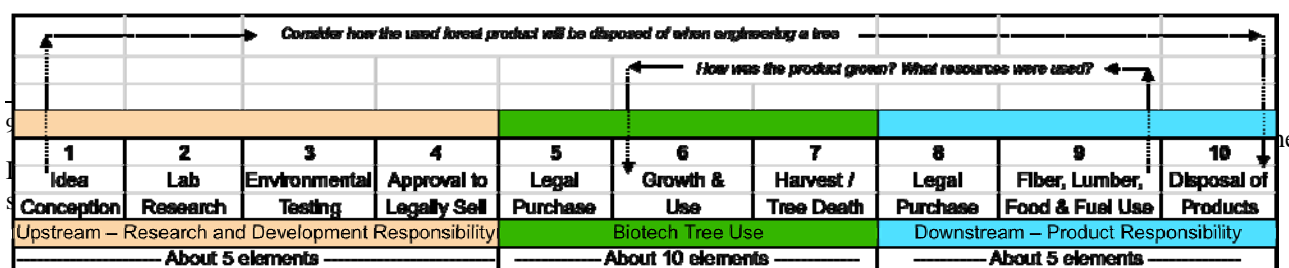 Consider how the used forest product will be disposed of when engineering a tree
How was the product grown? What resources were used?
1 2 3 4 5 6 7 8 9 10
Idea Lab Environmental Approval to Legal Growth & Harvest / Legal Fiber, Lumber, Disposal of
Conception Research Testing Legally Sell Purchase Use Tree Death Purchase Food & Fuel Use Products
Upstream – Research and Development Responsibility Biotech Tree Use Downstream – Product Responsibility
About 5 elements About 10 elements About 5 elements